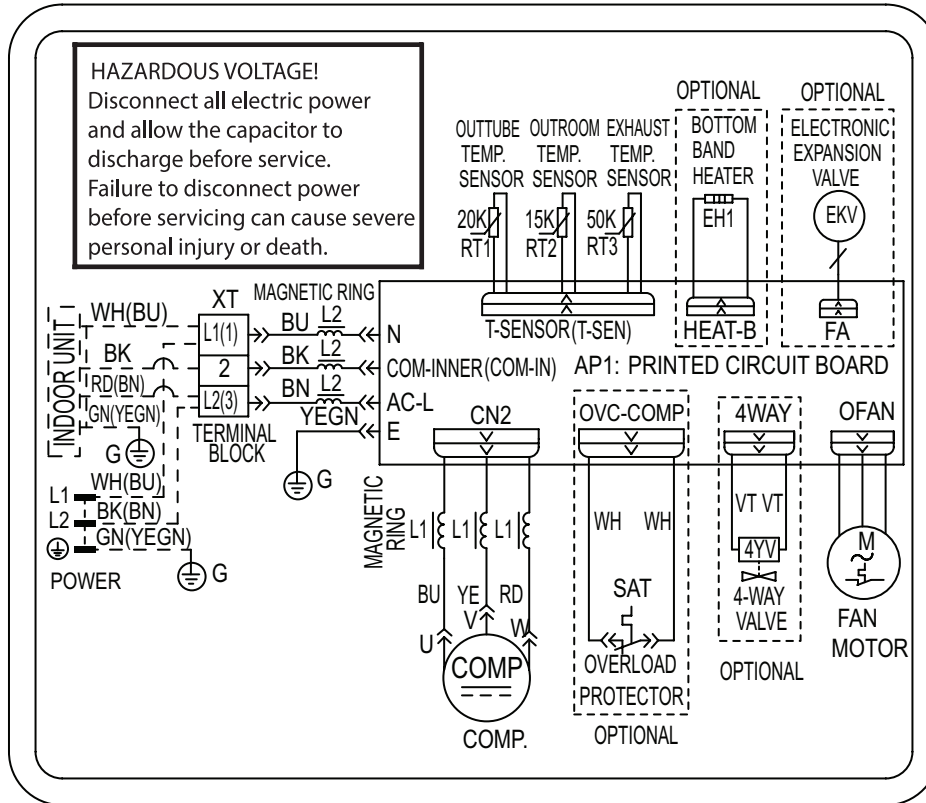 HAZARDOUS VOLTAGE!
Disconnect all electric power
and allow the capacitor to
discharge before service.
Failure to disconnect power
before servicing can cause severe
personal injury or death.
OUTTUBE
TEMP.
SENSOR
OUTROOM
TEMP.
SENSOR
EXHAUST
TEMP.
SENSOR
OPTIONAL
BOTTOM
BAND
HEATER
EH1
OPTIONAL
ELECTRONIC
EXPANSION
VALVE
EKV
20K
RT1
15K
RT2
50K
RT3
T-SENSOR(T-SEN)
HEAT-B
FA
INDOOR UNIT
WH(BU)
BK
RD(BN)
GN(YEGN)
G
XT
L1(1)
2
L2(3)
TERMINAL
BLOCK
MAGNETIC RING
BU L2
BK L2
BN L2
YEGN
G
N
COM-INNER(COM-IN)
AC-L
E
AP1: PRINTED CIRCUIT BOARD
L1
L2
POWER
WH(BU)
BK(BN)
GN(YEGN)
G
CN2
MAGNETIC
RING
L1 L1 L1
BU YE RD
U V W
COMP
COMP.
OVC-COMP
WH WH
SAT
OVERLOAD
PROTECTOR
OPTIONAL
4WAY
VT VT
4YV
4-WAY
VALVE
OPTIONAL
OFAN
M
FAN
MOTOR